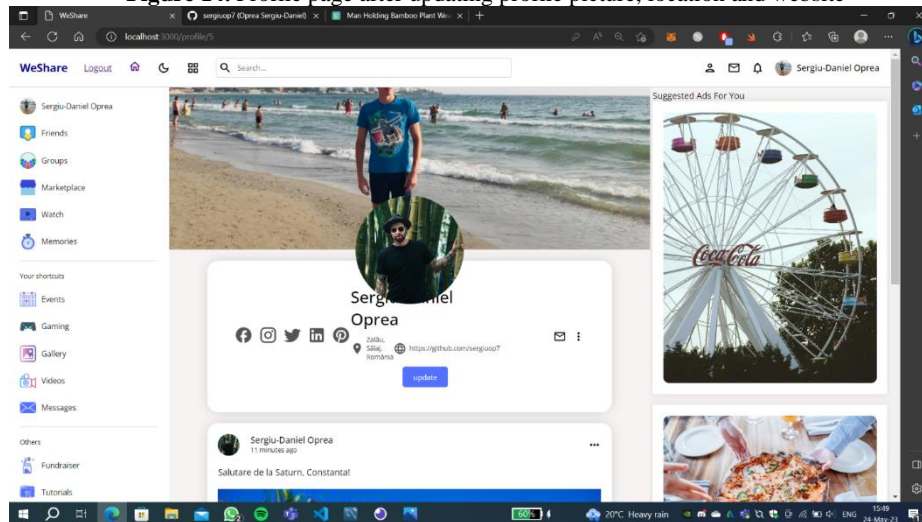 Figure 14. Profile page after updating profile picture, location and website
WeShare
sergiuop7 (Oprea Sergiu-Daniel)
Man Holding Bamboo Plant We
localhost:3000/profile/5
WeShare
Logout
Search...
Sergiu-Daniel Oprea
Sergiu-Daniel Oprea
Friends
Groups
Marketplace
Watch
Memories
Your shortcuts
Events
Gaming
Gallery
Videos
Messages
Others
Fundraiser
Tutorials
Sergiu-Daniel
Oprea
Zalău,
Sălaj,
România
https://github.com/sergiuop7
update
Sergiu-Daniel Oprea
11 minutes ago
Salutare de la Saturn, Constanta!
Suggested Ads For You
Coca-Cola
60%
20°C Heavy rain
ENG
15:49
24-May-23